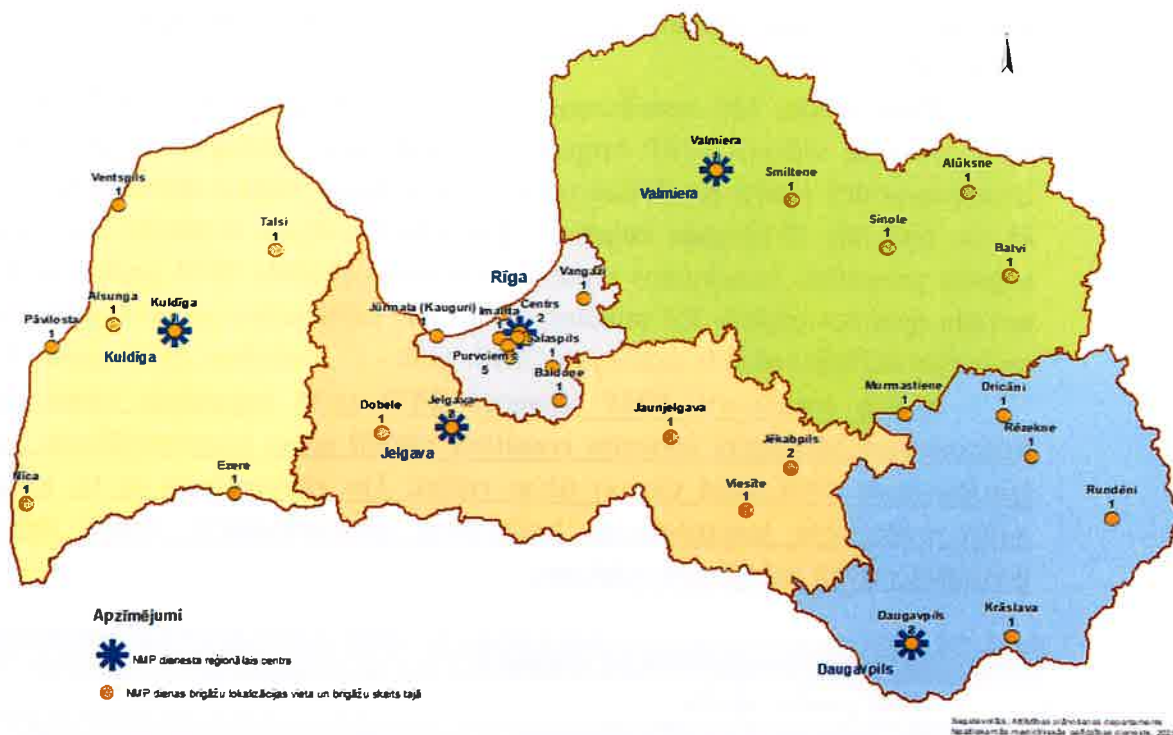 Valmiera
1
Valmiera
Smiltene
1
Alūksne
1
Sinole
1
Balvi
1
Ventspils
1
Talsi
1
Alsunga
1
Kuldīga
Kuldīga
Pāvilosta
1
Nīca
1
Ezere
1
Rīga
Vangaži
1
Jūrmala (Kauguri)
1
Imanta
1
Centrs
2
Purvciems
5
Salaspils
1
Baldone
1
Dobele
1
Jelgava
Jelgava
Jaunjelgava
1
Jēkabpils
2
Viesīte
1
Murmastiene
1
Dricāni
1
Rēzekne
1
Rundēni
1
Krāslava
1
Daugavpils
2
Daugavpils
Apzīmējumi
NMP dienesta reģionālais centrs
NMP dienas brigāžu lokalizācijas vieta un brigāžu skaits tajā